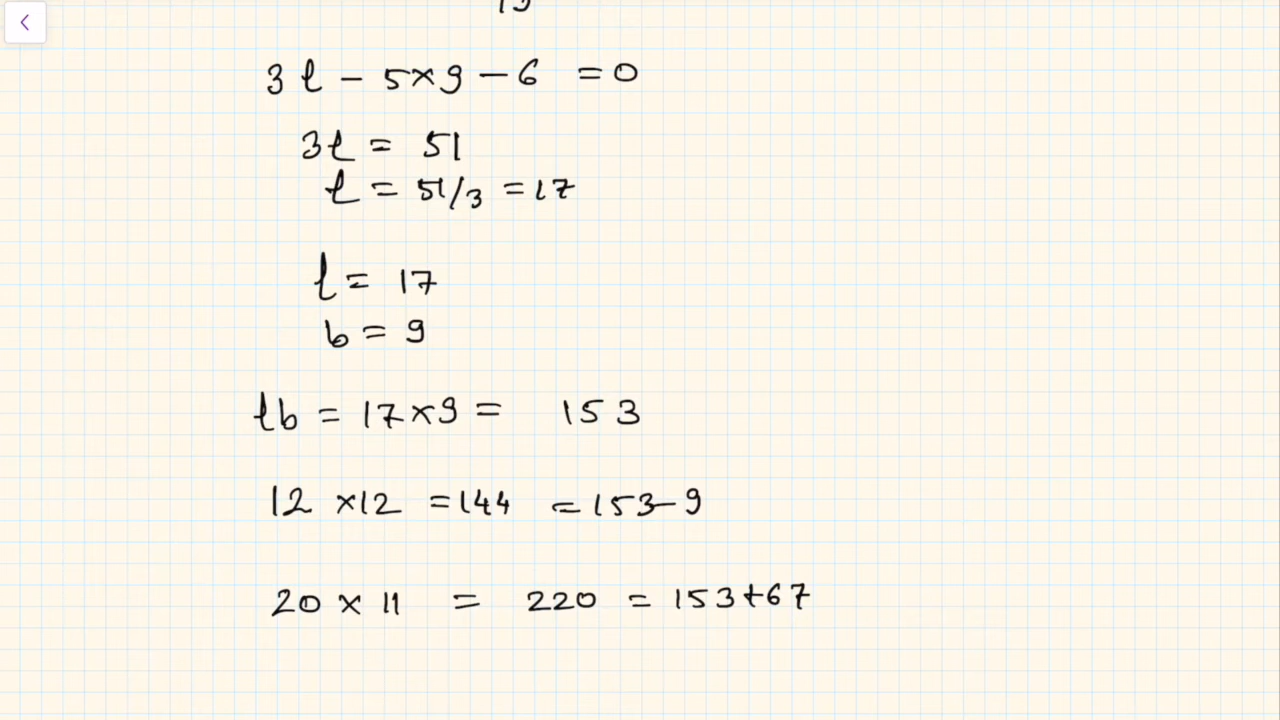 3l - 5×9 - 6 = 0
3l = 51
l = 51/3 = 17
l = 17
b = 9
lb = 17×9 = 153
12 ×12 = 144 = 153-9
20 × 11 = 220 = 153+67